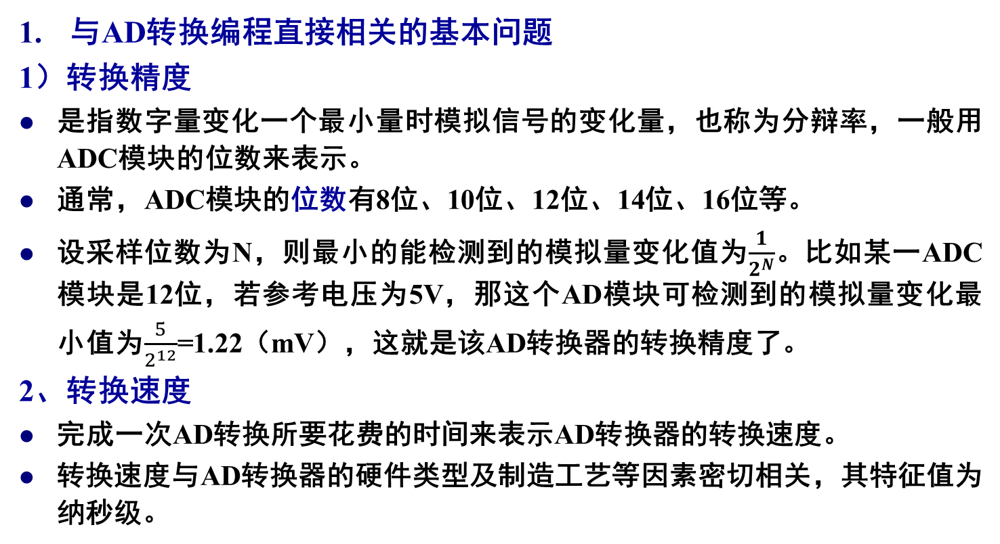 1. 与AD转换编程直接相关的基本问题
1）转换精度
● 是指数字量变化一个最小量时模拟信号的变化量，也称为分辩率，一般用
ADC模块的位数来表示。
● 通常，ADC模块的位数有8位、10位、12位、14位、16位等。
● 设采样位数为N，则最小的能检测到的模拟量变化值为$\frac{1}{2^N}$。比如某一ADC
模块是12位，若参考电压为5V，那这个AD模块可检测到的模拟量变化最
小值为$\frac{5}{2^{12}}$=1.22（mV），这就是该AD转换器的转换精度了。
2、转换速度
● 完成一次AD转换所要花费的时间来表示AD转换器的转换速度。
● 转换速度与AD转换器的硬件类型及制造工艺等因素密切相关，其特征值为
纳秒级。